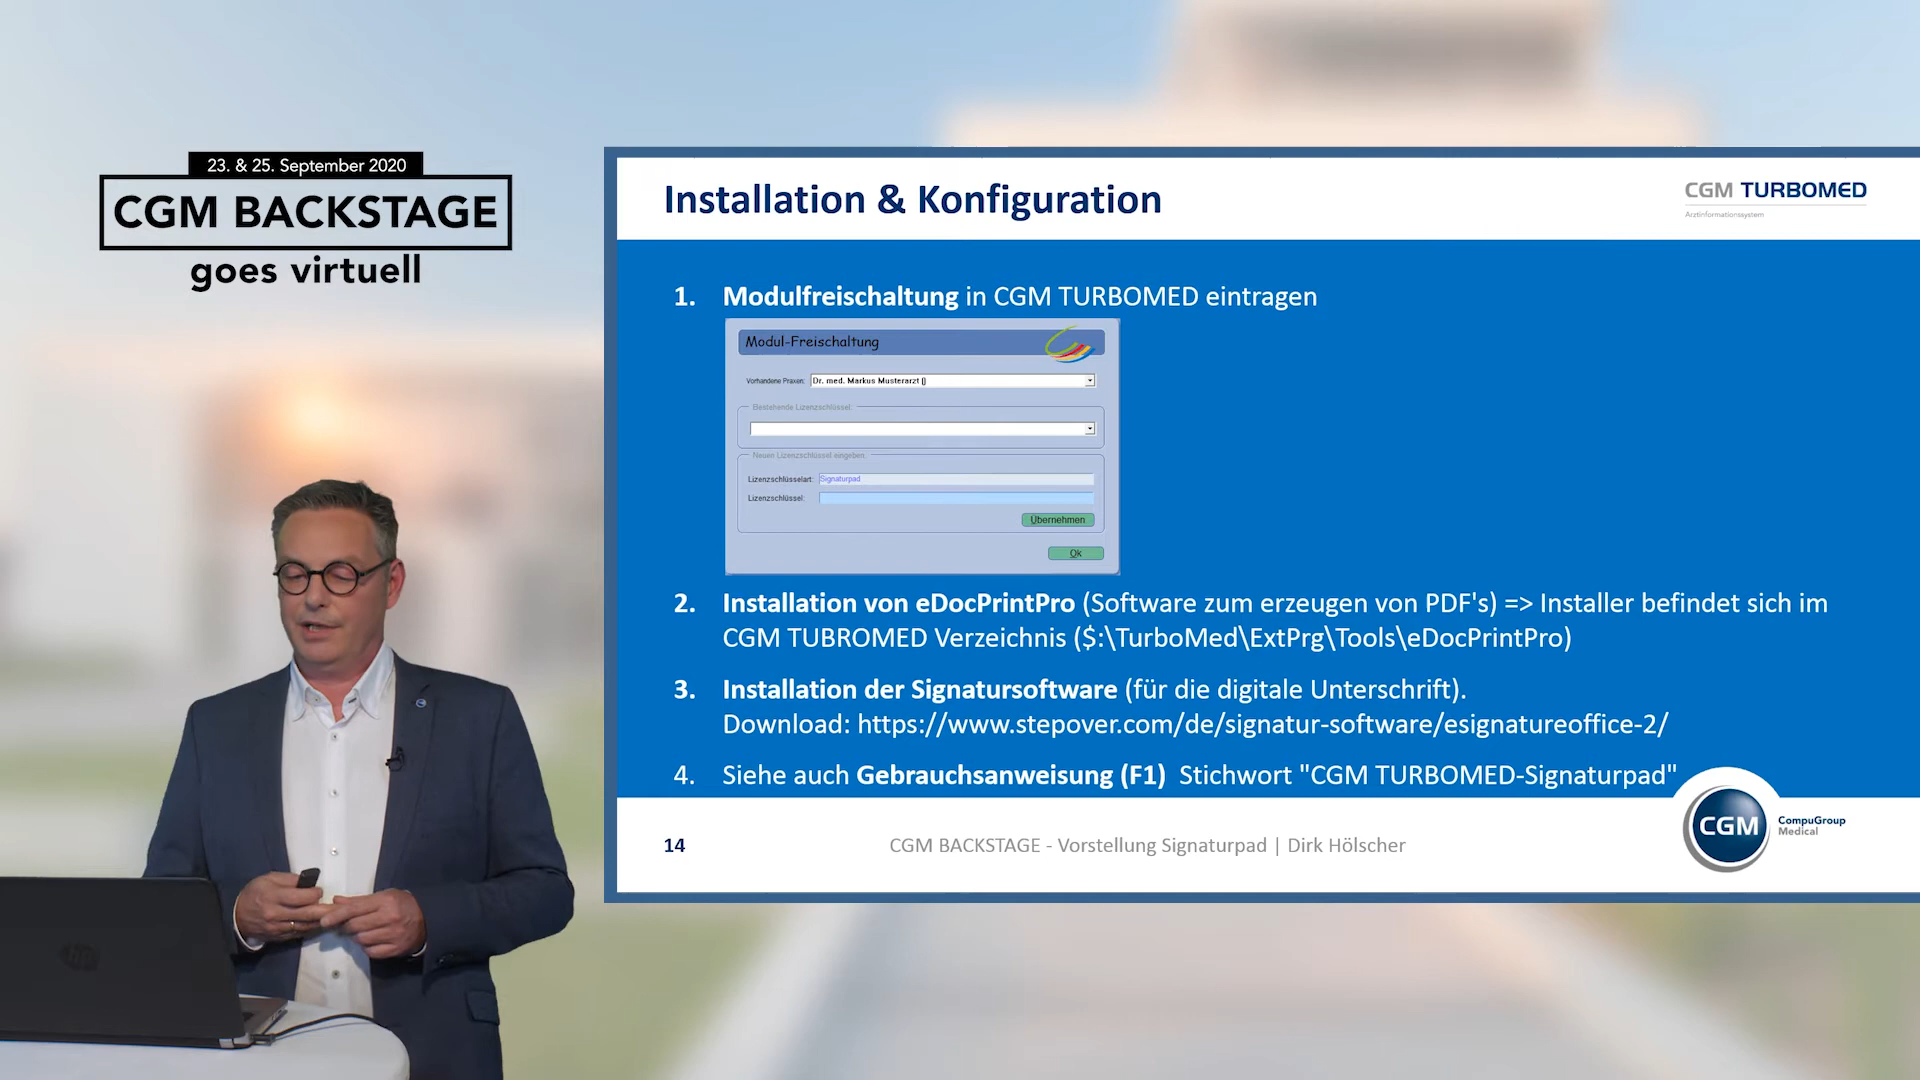 23. & 25. September 2020
CGM BACKSTAGE
goes virtuell
Installation & Konfiguration
CGM TURBOMED
Arztinformationssystem
1. Modulfreischaltung in CGM TURBOMED eintragen
Modul-Freischaltung
Vorhandene Praxen: Dr. med. Markus Musterarzt ()
Bestehende Lizenzschlüssel:
Neuen Lizenzschlüssel eingeben:
Lizenzschlüsselart: Signaturpad
Lizenzschlüssel:
Übernehmen
Ok
2. Installation von eDocPrintPro (Software zum erzeugen von PDF's) => Installer befindet sich im
CGM TUBROMED Verzeichnis ($:\TurboMed\ExtPrg\Tools\eDocPrintPro)
3. Installation der Signatursoftware (für die digitale Unterschrift).
Download: https://www.stepover.com/de/signatur-software/esignatureoffice-2/
4. Siehe auch Gebrauchsanweisung (F1) Stichwort "CGM TURBOMED-Signaturpad"
14
CGM BACKSTAGE - Vorstellung Signaturpad | Dirk Hölscher
CGM
CompuGroup
Medical
hp